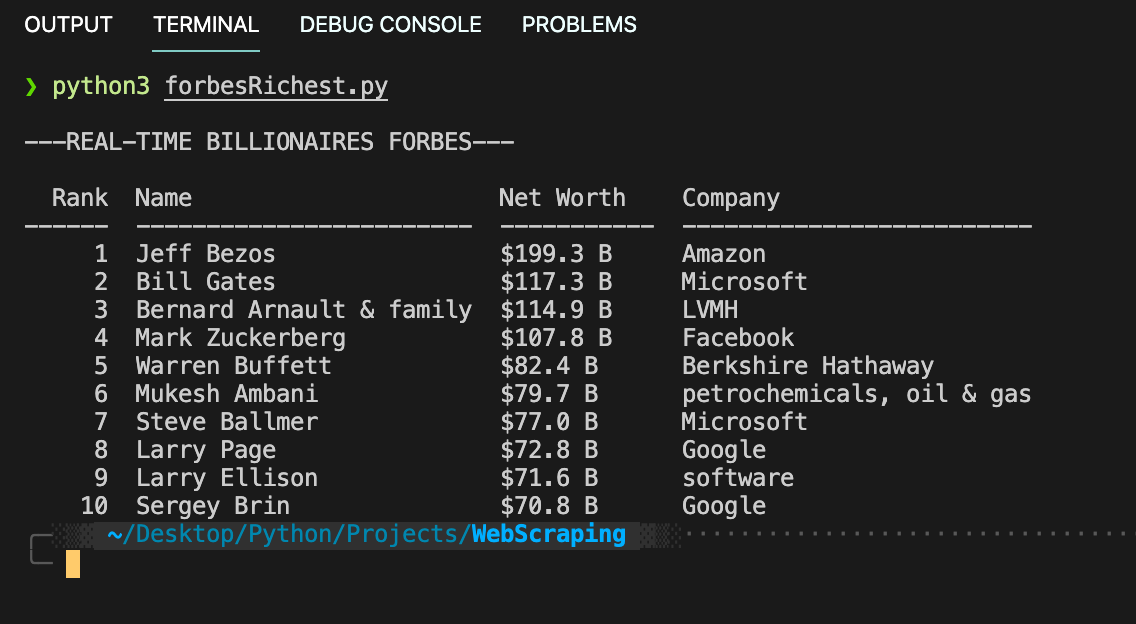 OUTPUT TERMINAL DEBUG CONSOLE PROBLEMS
❯ python3 forbesRichest.py
---REAL-TIME BILLIONAIRES FORBES---
Rank Name Net Worth Company
------ ------------------------ ----------- -------------------------
1 Jeff Bezos $199.3 B Amazon
2 Bill Gates $117.3 B Microsoft
3 Bernard Arnault & family $114.9 B LVMH
4 Mark Zuckerberg $107.8 B Facebook
5 Warren Buffett $82.4 B Berkshire Hathaway
6 Mukesh Ambani $79.7 B petrochemicals, oil & gas
7 Steve Ballmer $77.0 B Microsoft
8 Larry Page $72.8 B Google
9 Larry Ellison $71.6 B software
10 Sergey Brin $70.8 B Google
~/Desktop/Python/Projects/WebScraping